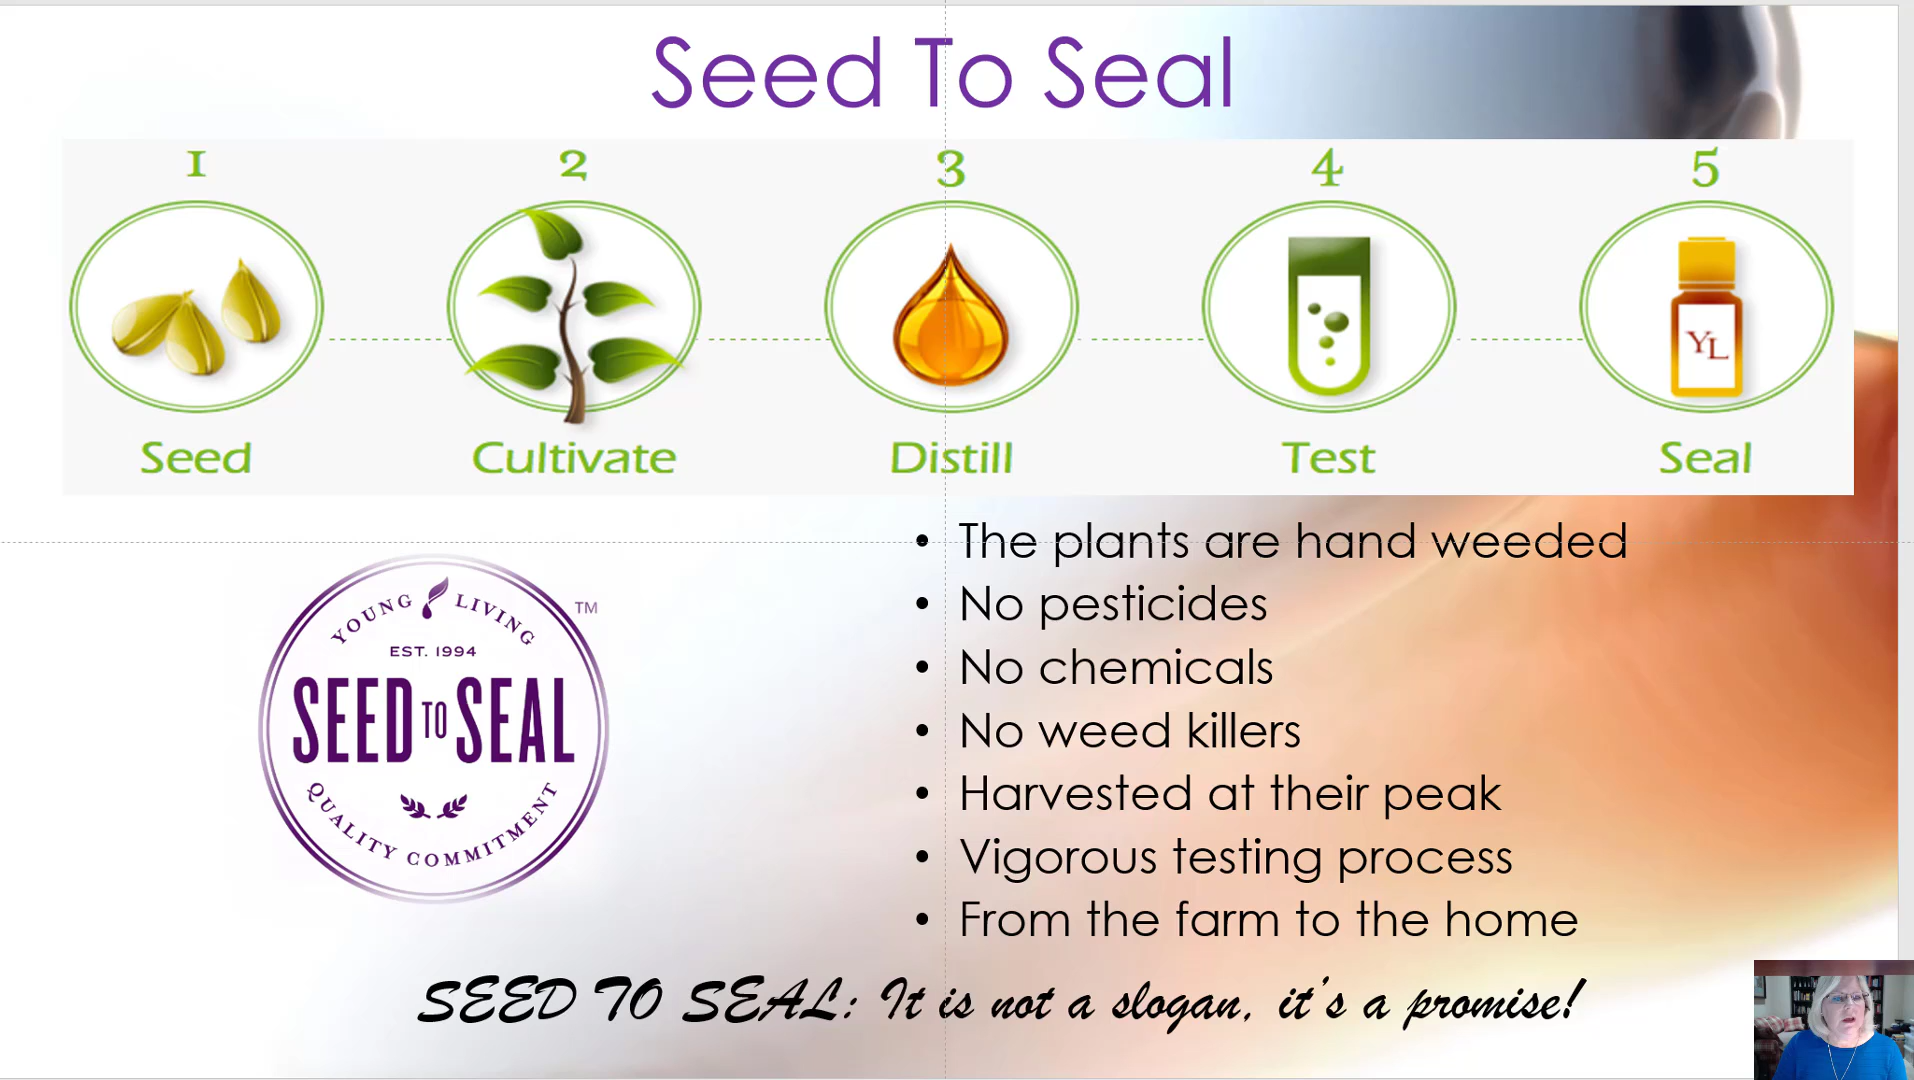 Seed To Seal
1 2 3 4 5
YL
Seed Cultivate Distill Test Seal
• The plants are hand weeded
• No pesticides
• No chemicals
• No weed killers
• Harvested at their peak
• Vigorous testing process
• From the farm to the home
YOUNG LIVING TM
EST. 1994
SEED TO SEAL
QUALITY COMMITMENT
SEED TO SEAL: It is not a slogan, it's a promise!